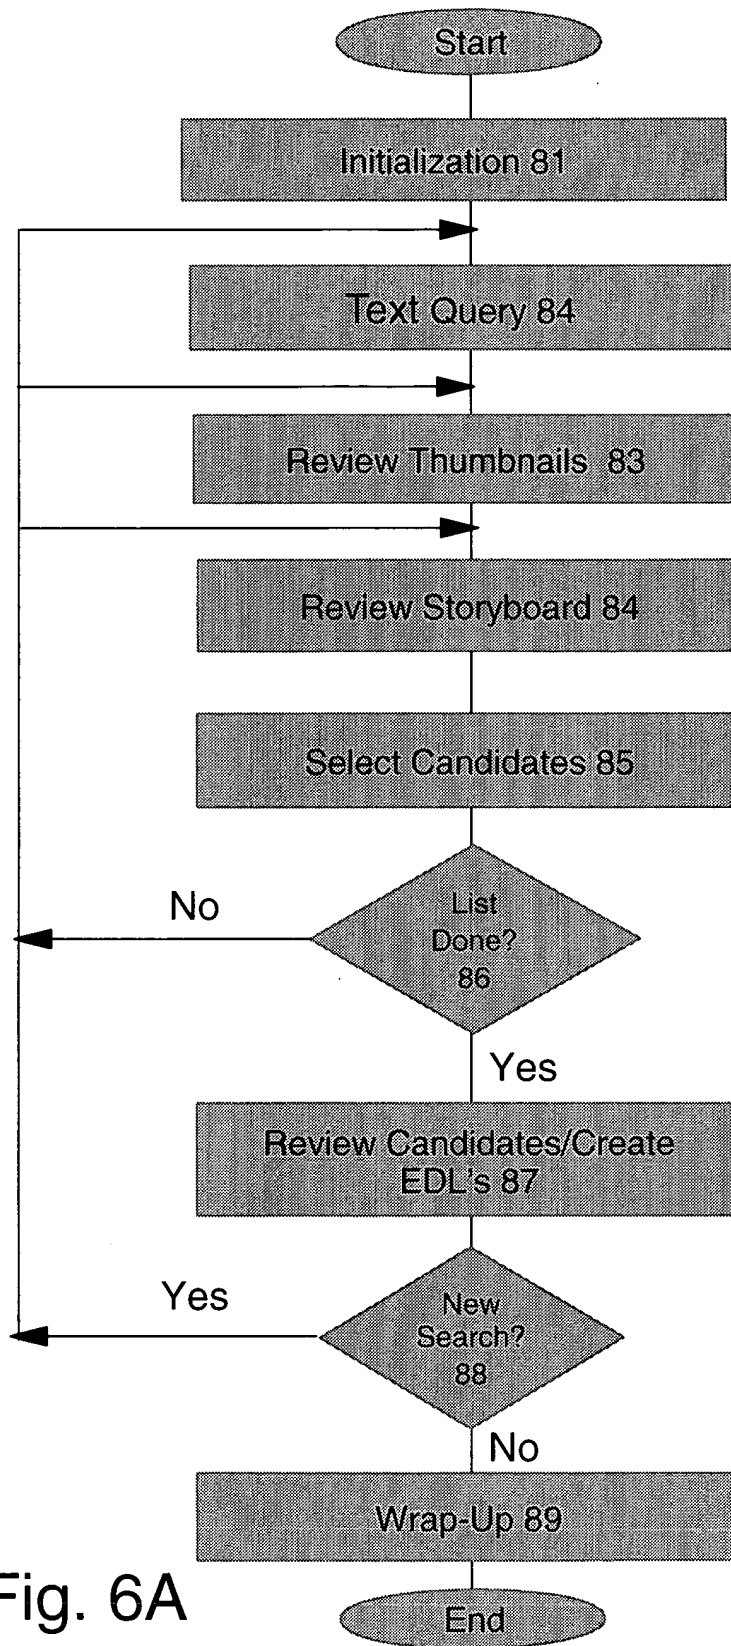 Start
Initialization 81
Text Query 84
Review Thumbnails 83
Review Storyboard 84
Select Candidates 85
No
List
Done?
86
Yes
Review Candidates/Create
EDL's 87
Yes
New
Search?
88
No
Wrap-Up 89
Fig. 6A
End